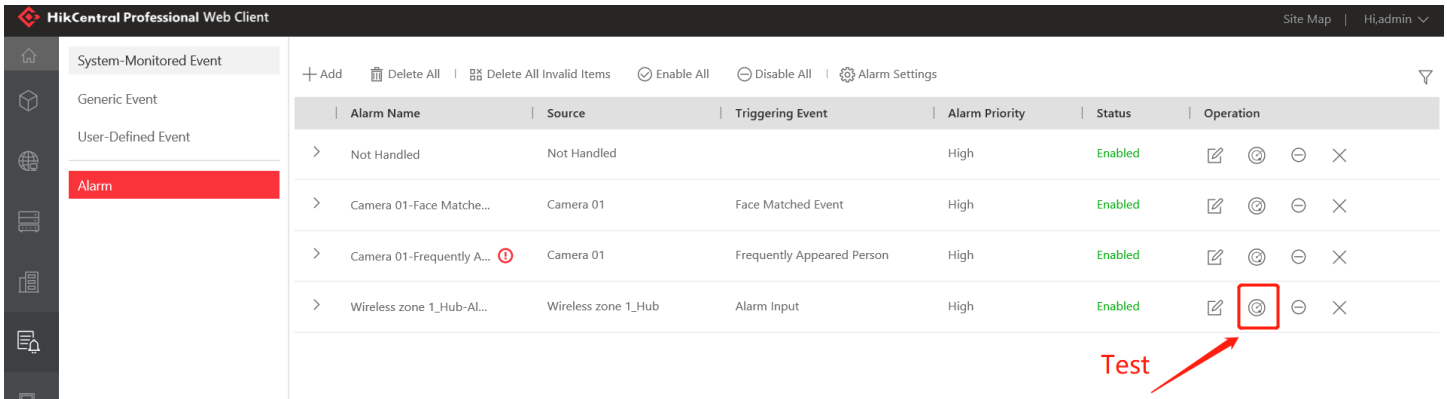 HikCentral Professional Web Client
Site Map | Hi,admin
System-Monitored Event
Generic Event
User-Defined Event
Alarm
Add Delete All Delete All Invalid Items Enable All Disable All Alarm Settings
Alarm Name Source Triggering Event Alarm Priority Status Operation
Not Handled Not Handled High Enabled
Camera 01-Face Matche... Camera 01 Face Matched Event High Enabled
Camera 01-Frequently A... Camera 01 Frequently Appeared Person High Enabled
Wireless zone 1_Hub-Al... Wireless zone 1_Hub Alarm Input High Enabled
Test